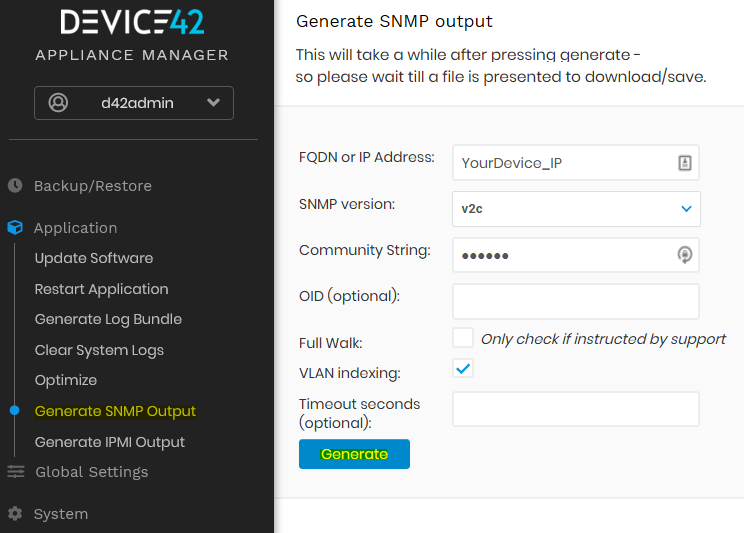 DEVICE42
APPLIANCE MANAGER
d42admin
Backup/Restore
Application
Update Software
Restart Application
Generate Log Bundle
Clear System Logs
Optimize
Generate SNMP Output
Generate IPMI Output
Global Settings
System
Generate SNMP output
This will take a while after pressing generate -
so please wait till a file is presented to download/save.
FQDN or IP Address:
YourDevice_IP
SNMP version:
v2c
Community String:
••••••
OID (optional):
Full Walk:
Only check if instructed by support
VLAN indexing:
Timeout seconds
(optional):
Generate